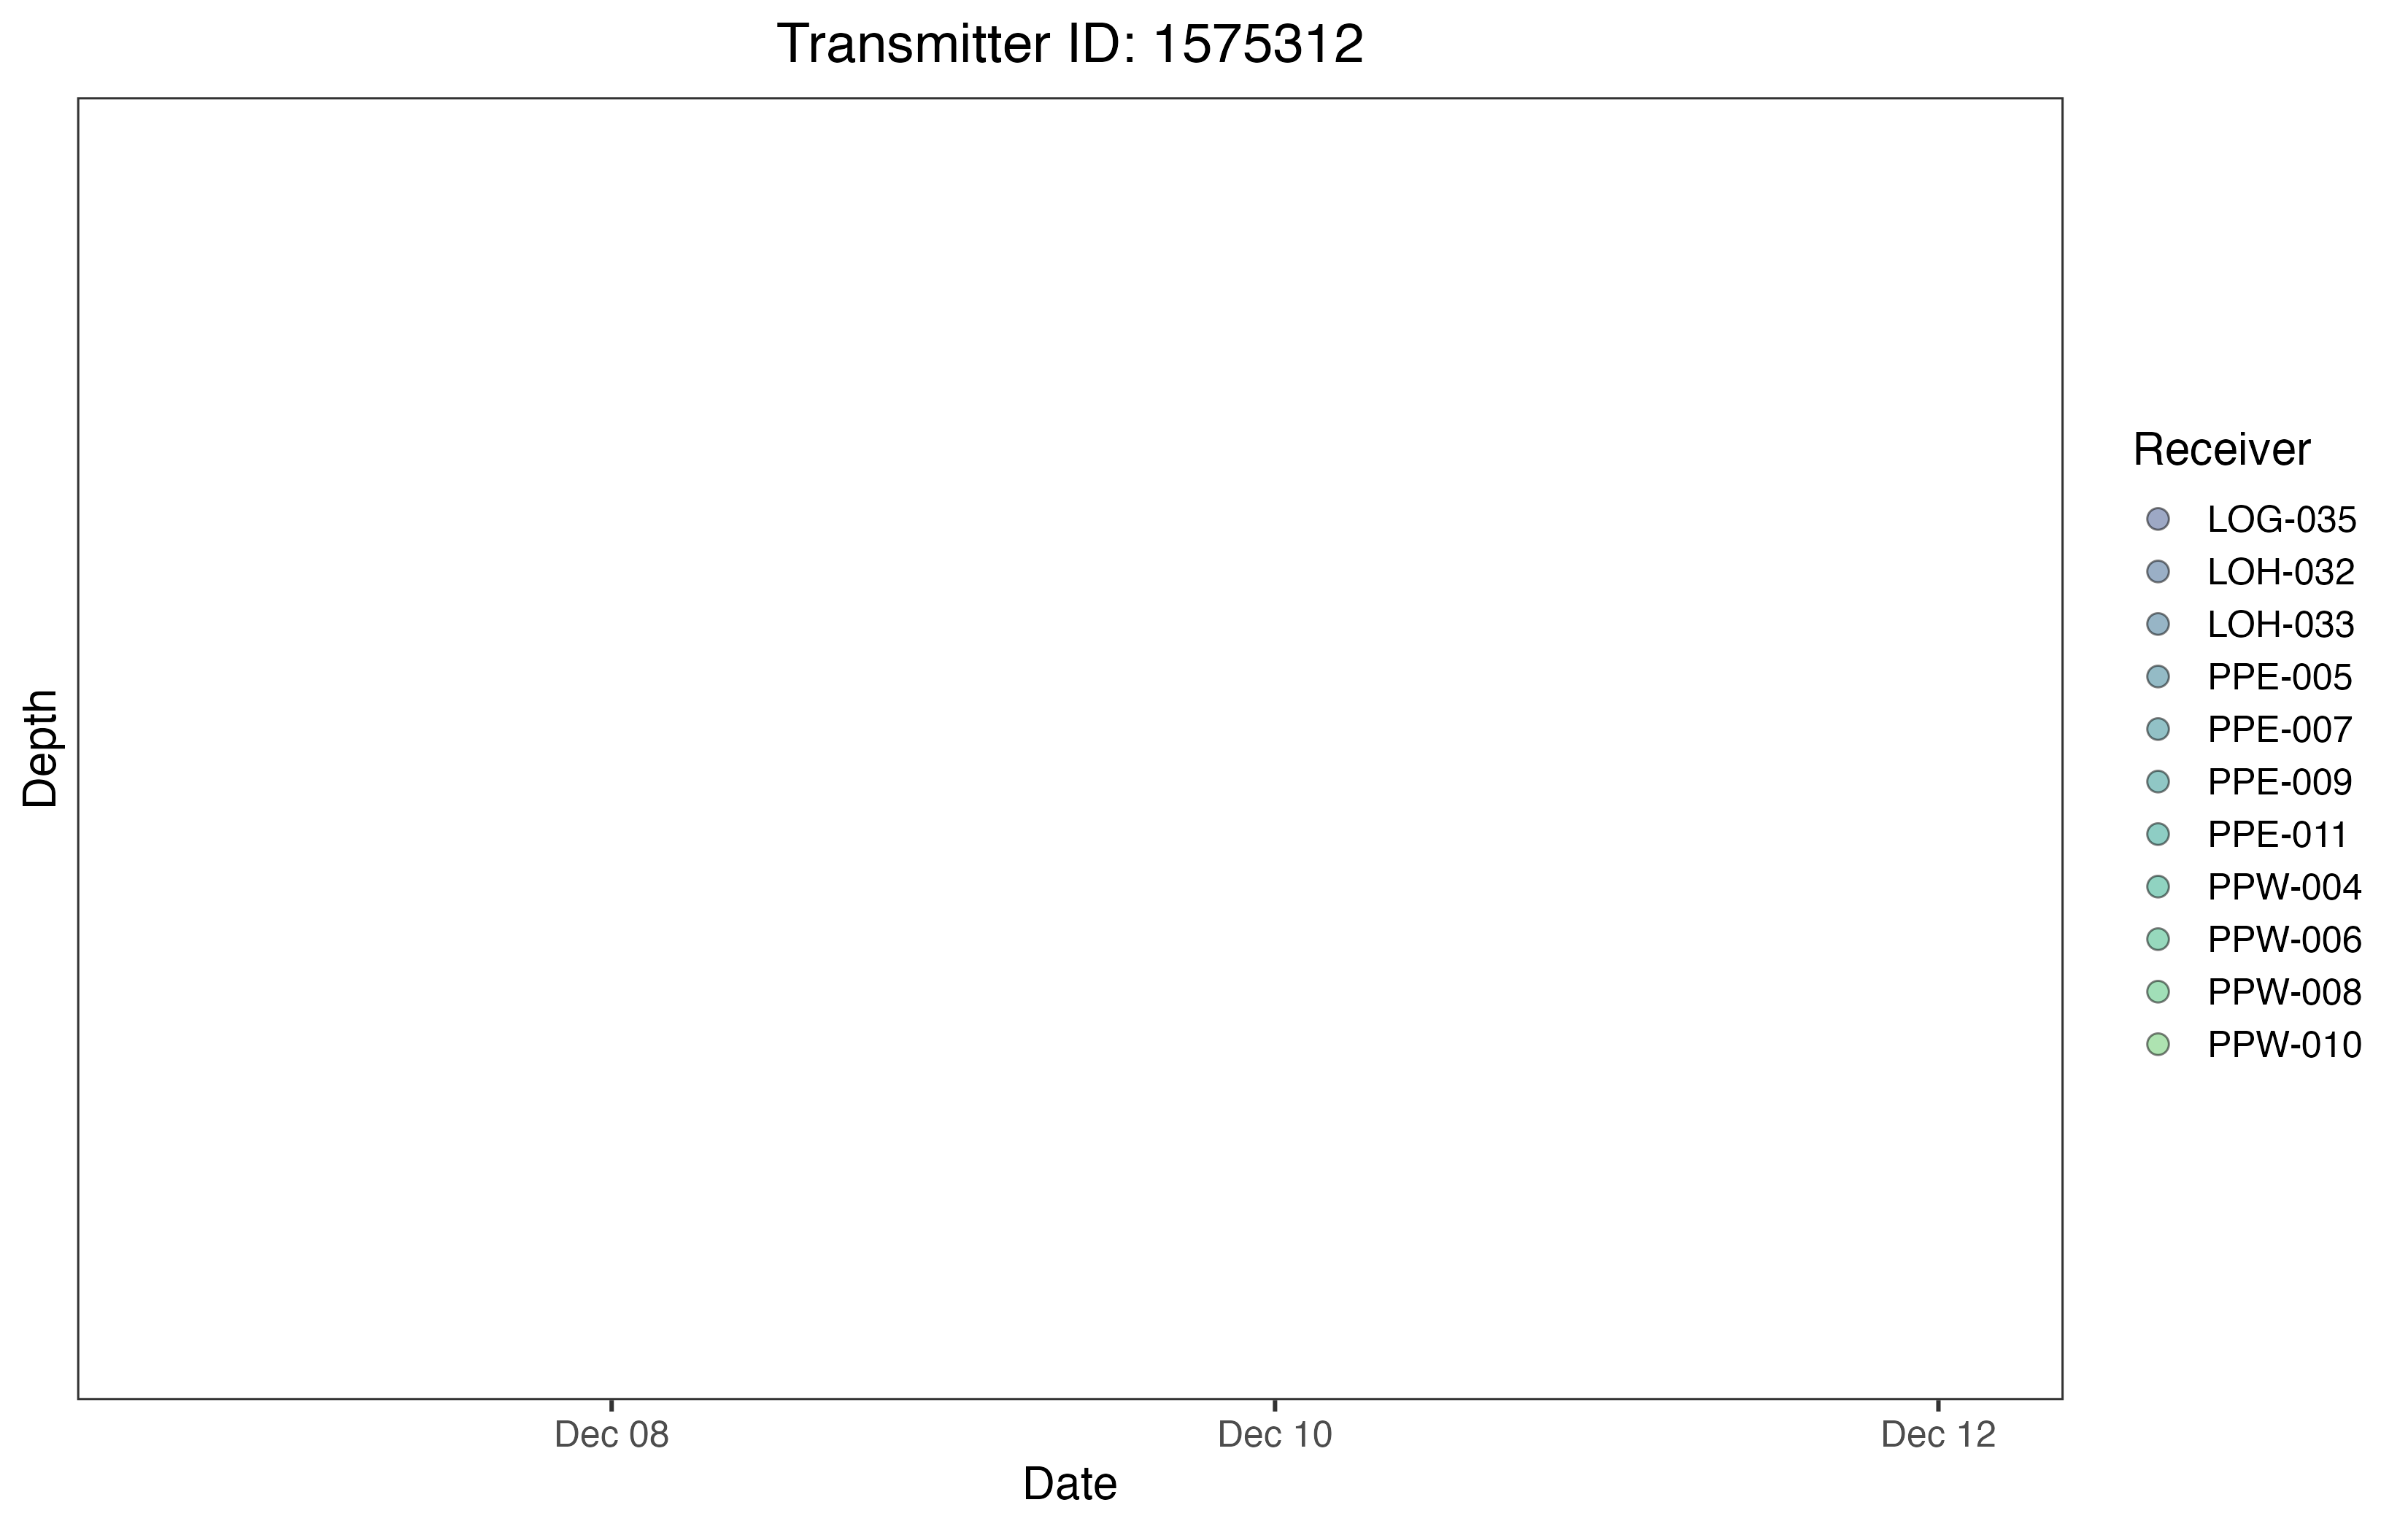 Transmitter ID: 1575312
Depth
Dec 08
Dec 10
Dec 12
Date
Receiver
LOG-035
LOH-032
LOH-033
PPE-005
PPE-007
PPE-009
PPE-011
PPW-004
PPW-006
PPW-008
PPW-010